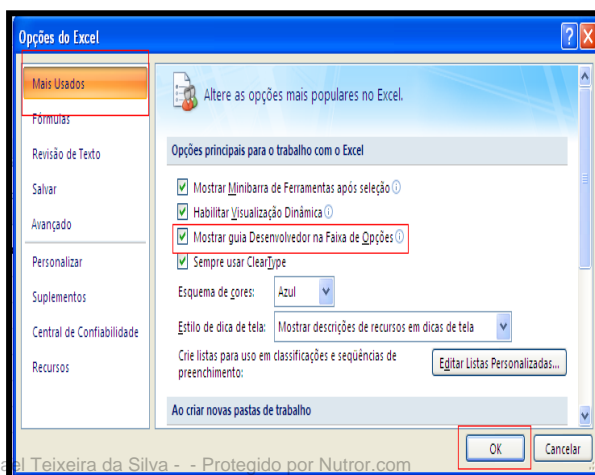 Opções do Excel
Mais Usados
Fórmulas
Revisão de Texto
Salvar
Avançado
Personalizar
Suplementos
Central de Confiabilidade
Recursos
Altere as opções mais populares no Excel.
Opções principais para o trabalho com o Excel
Mostrar Minibarra de Ferramentas após seleção
Habilitar Visualização Dinâmica
Mostrar guia Desenvolvedor na Faixa de Opções
Sempre usar ClearType
Esquema de cores: Azul
Estilo de dica de tela: Mostrar descrições de recursos em dicas de tela
Crie listas para uso em classificações e seqüências de
preenchimento:
Editar Listas Personalizadas...
Ao criar novas pastas de trabalho
OK
Cancelar
el Teixeira da Silva - - Protegido por Nutror.com